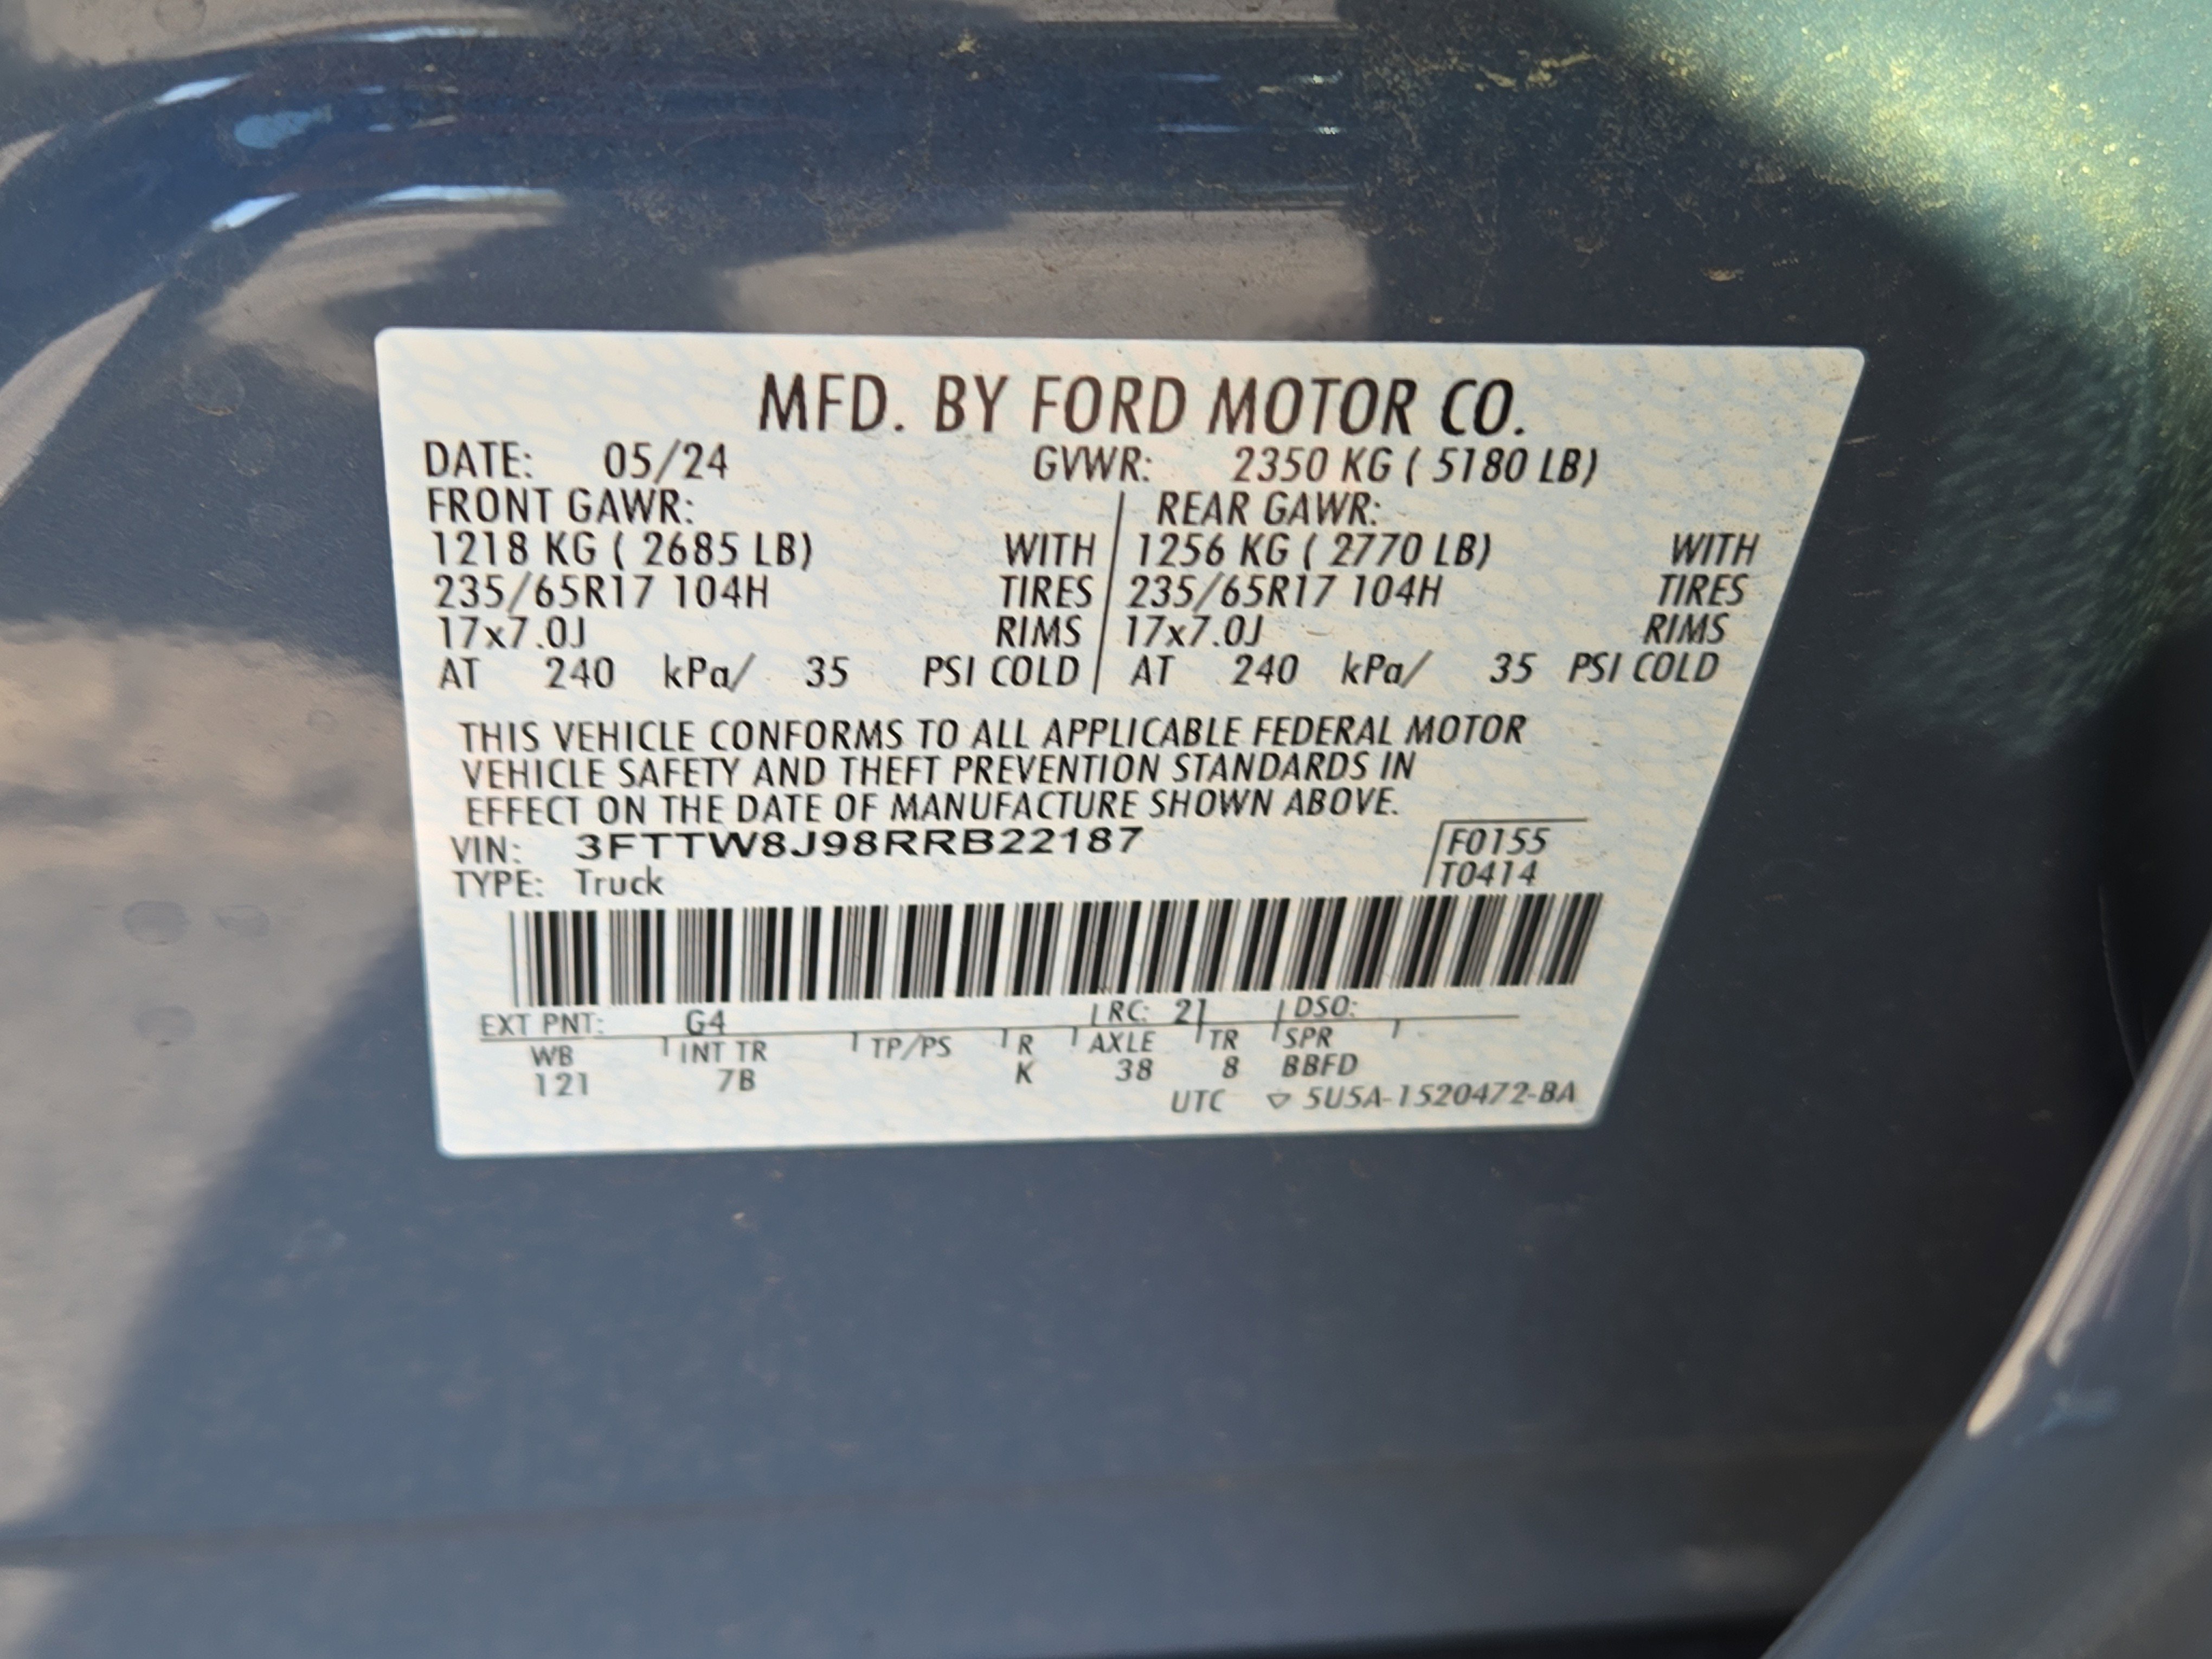 MFD. BY FORD MOTOR CO.
DATE: 05/24 GVWR: 2350 KG ( 5180 LB)
FRONT GAWR: REAR GAWR:
1218 KG ( 2685 LB) WITH 1256 KG ( 2770 LB) WITH
235/65R17 104H TIRES 235/65R17 104H TIRES
17x7.0J RIMS 17x7.0J RIMS
AT 240 kPa/ 35 PSI COLD AT 240 kPa/ 35 PSI COLD
THIS VEHICLE CONFORMS TO ALL APPLICABLE FEDERAL MOTOR
VEHICLE SAFETY AND THEFT PREVENTION STANDARDS IN
EFFECT ON THE DATE OF MANUFACTURE SHOWN ABOVE.
VIN: 3FTTW8J98RRB22187 F0155
TYPE: Truck T0414
EXT PNT: G4 RC: 21 DSO:
WB INT TR TP/PS R AXLE TR SPR
121 7B K 38 8 BBFD
UTC ▽ 5U5A-1520472-BA